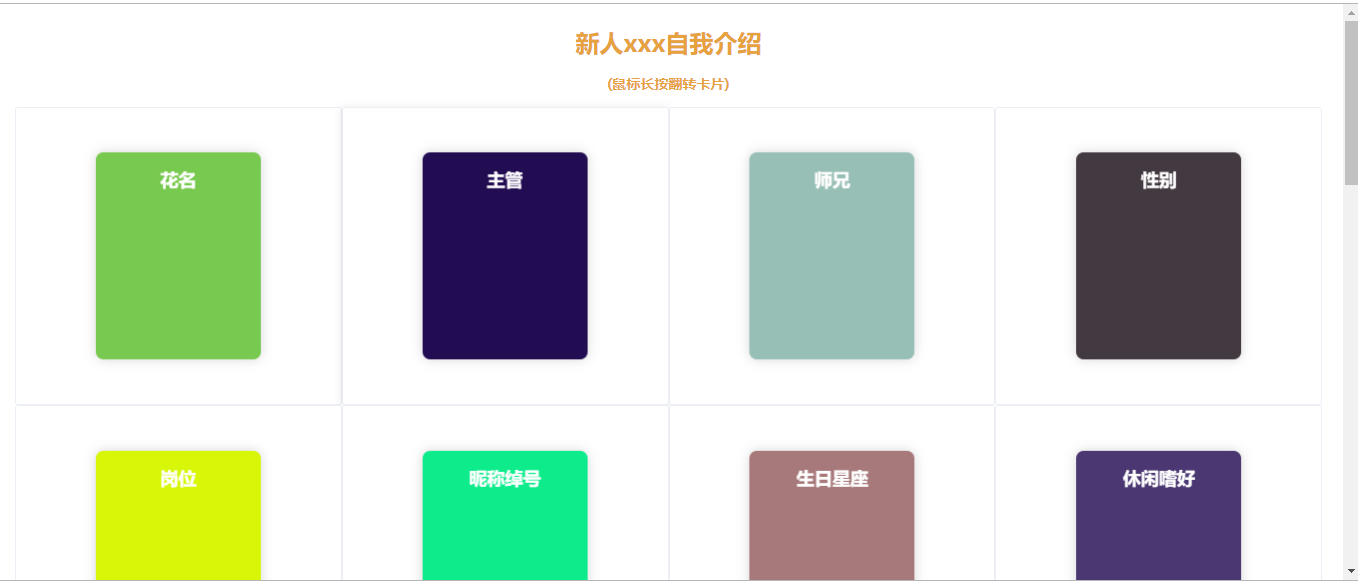 新人xxx自我介绍
(鼠标长按翻转卡片)
花名
主管
师兄
性别
岗位
昵称绰号
生日星座
休闲嗜好